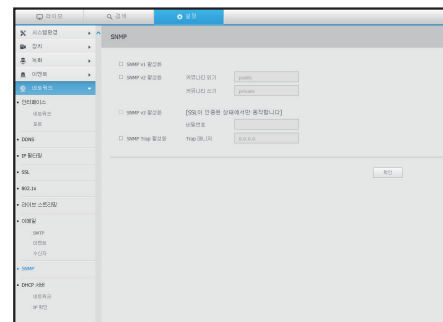 라이브
검색
설정
시스템환경
장치
녹화
이벤트
네트워크
SNMP
인터페이스
네트워크
포트
DDNS
IP 필터링
SSL
802.1x
라이브 스트리밍
이메일
SMTP
이벤트
수신자
SNMP
DHCP 서버
네트워크
IP 확인
SNMP v1 활성화
SNMP v2 활성화
커뮤니티 읽기
public
커뮤니티 쓰기
private
SNMP v3 활성화
[SSL이 인증된 상태에서만 동작합니다]
비밀번호
SNMP Trap 활성화
Trap 매니저
0.0.0.0
확인